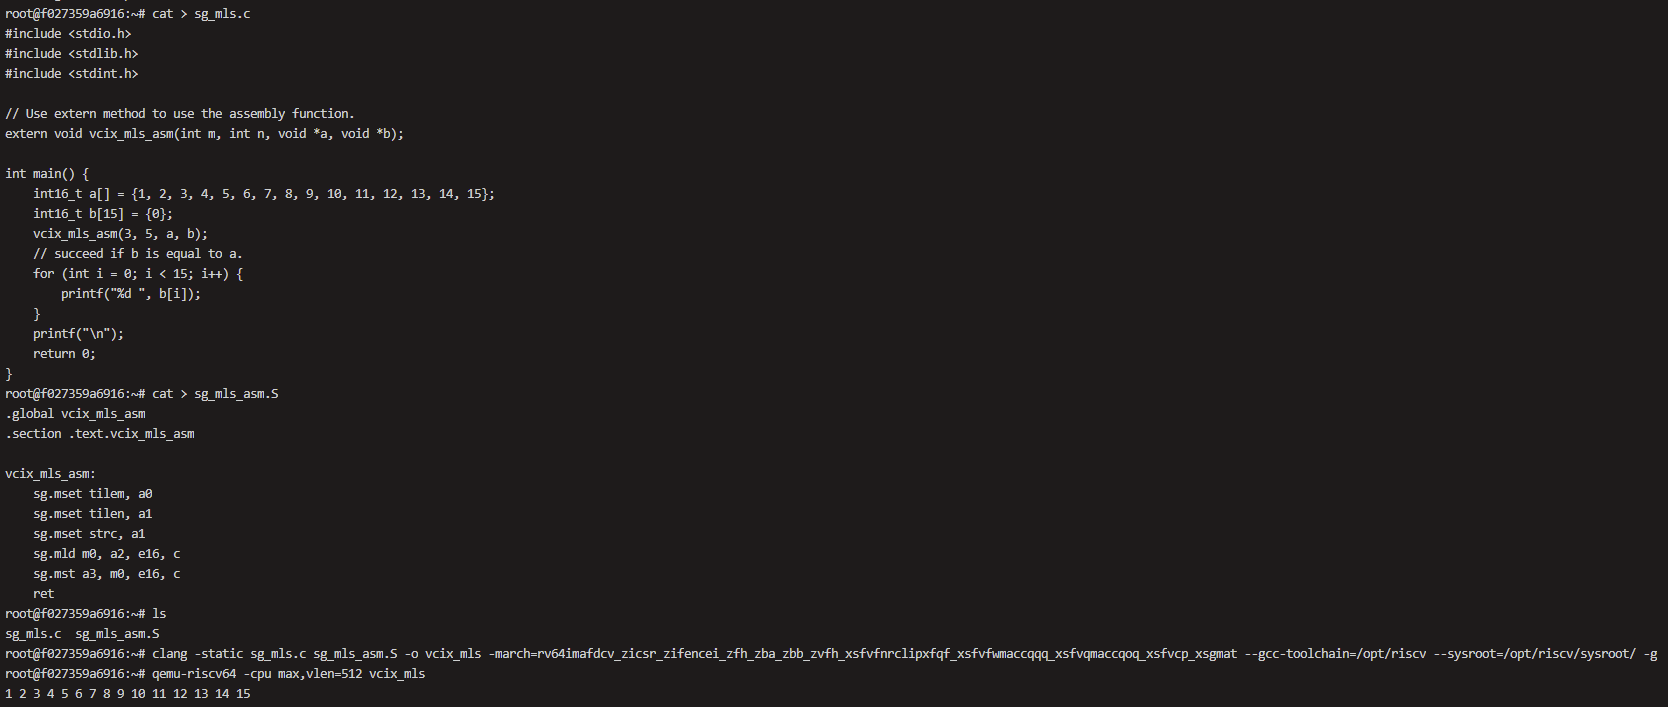 root@f027359a6916:~# cat > sg_mls.c
#include <stdio.h>
#include <stdlib.h>
#include <stdint.h>

// Use extern method to use the assembly function.
extern void vcix_mls_asm(int m, int n, void *a, void *b);

int main() {
    int16_t a[] = {1, 2, 3, 4, 5, 6, 7, 8, 9, 10, 11, 12, 13, 14, 15};
    int16_t b[15] = {0};
    vcix_mls_asm(3, 5, a, b);
    // succeed if b is equal to a.
    for (int i = 0; i < 15; i++) {
        printf("%d ", b[i]);
    }
    printf("\n");
    return 0;
}
root@f027359a6916:~# cat > sg_mls_asm.S
.global vcix_mls_asm
.section .text.vcix_mls_asm

vcix_mls_asm:
    sg.mset tilem, a0
    sg.mset tilen, a1
    sg.mset strc, a1
    sg.mld m0, a2, e16, c
    sg.mst a3, m0, e16, c
    ret
root@f027359a6916:~# ls
sg_mls.c  sg_mls_asm.S
root@f027359a6916:~# clang -static sg_mls.c sg_mls_asm.S -o vcix_mls -march=rv64imafdcv_zicsr_zifencei_zfh_zba_zbb_zvfh_xsfvfnrclipxfqf_xsfvfwmaccqqq_xsfvqmaccqoq_xsfvcp_xsgmat --gcc-toolchain=/opt/riscv --sysroot=/opt/riscv/sysroot/ -g
root@f027359a6916:~# qemu-riscv64 -cpu max,vlen=512 vcix_mls
1 2 3 4 5 6 7 8 9 10 11 12 13 14 15